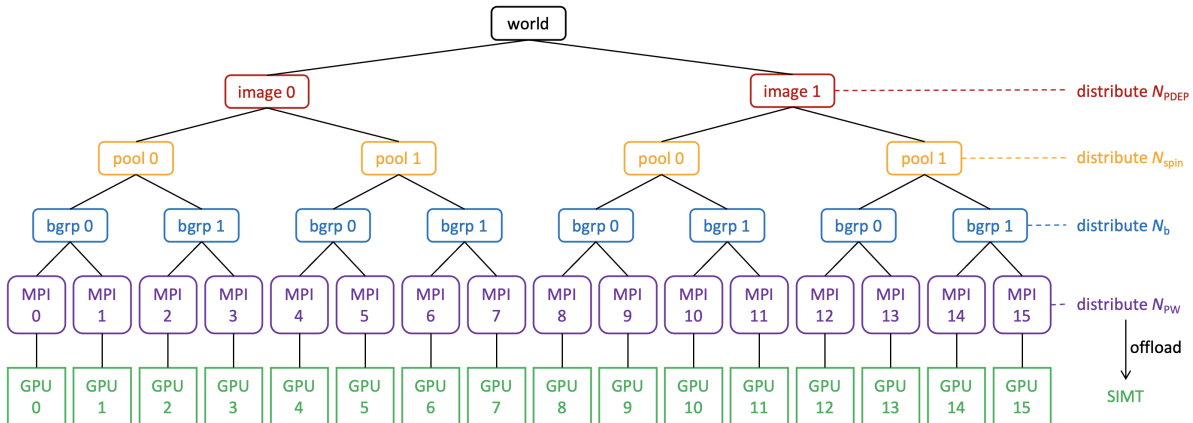 world
image 0
image 1
distribute N_PDEP
pool 0
pool 1
pool 0
pool 1
distribute N_spin
bgrp 0
bgrp 1
bgrp 0
bgrp 1
bgrp 0
bgrp 1
bgrp 0
bgrp 1
distribute N_b
MPI
0
MPI
1
MPI
2
MPI
3
MPI
4
MPI
5
MPI
6
MPI
7
MPI
8
MPI
9
MPI
10
MPI
11
MPI
12
MPI
13
MPI
14
MPI
15
distribute N_PW
offload
GPU
0
GPU
1
GPU
2
GPU
3
GPU
4
GPU
5
GPU
6
GPU
7
GPU
8
GPU
9
GPU
10
GPU
11
GPU
12
GPU
13
GPU
14
GPU
15
SIMT